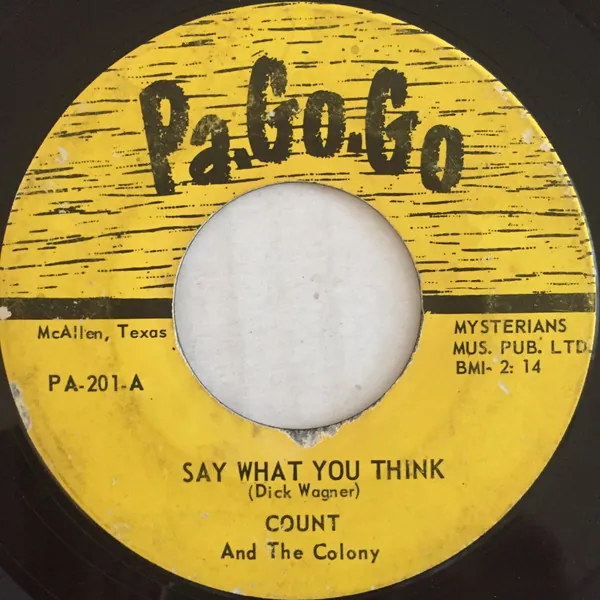 Pa.Go.Go
McAllen, Texas
PA-201-A
MYSTERIANS
MUS. PUB. LTD.
BMI- 2: 14
SAY WHAT YOU THINK
(Dick Wagner)
COUNT
And The Colony